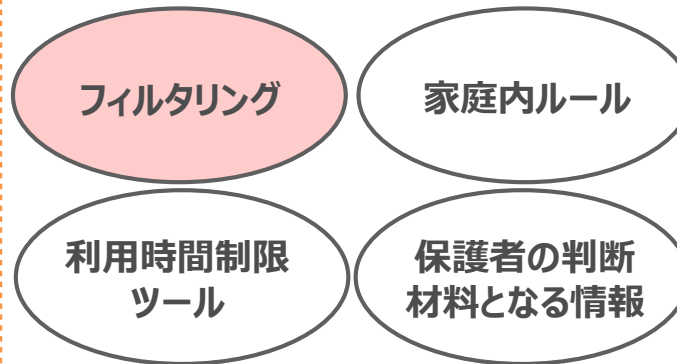 フィルタリング
家庭内ルール
利用時間制限
ツール
保護者の判断
材料となる情報